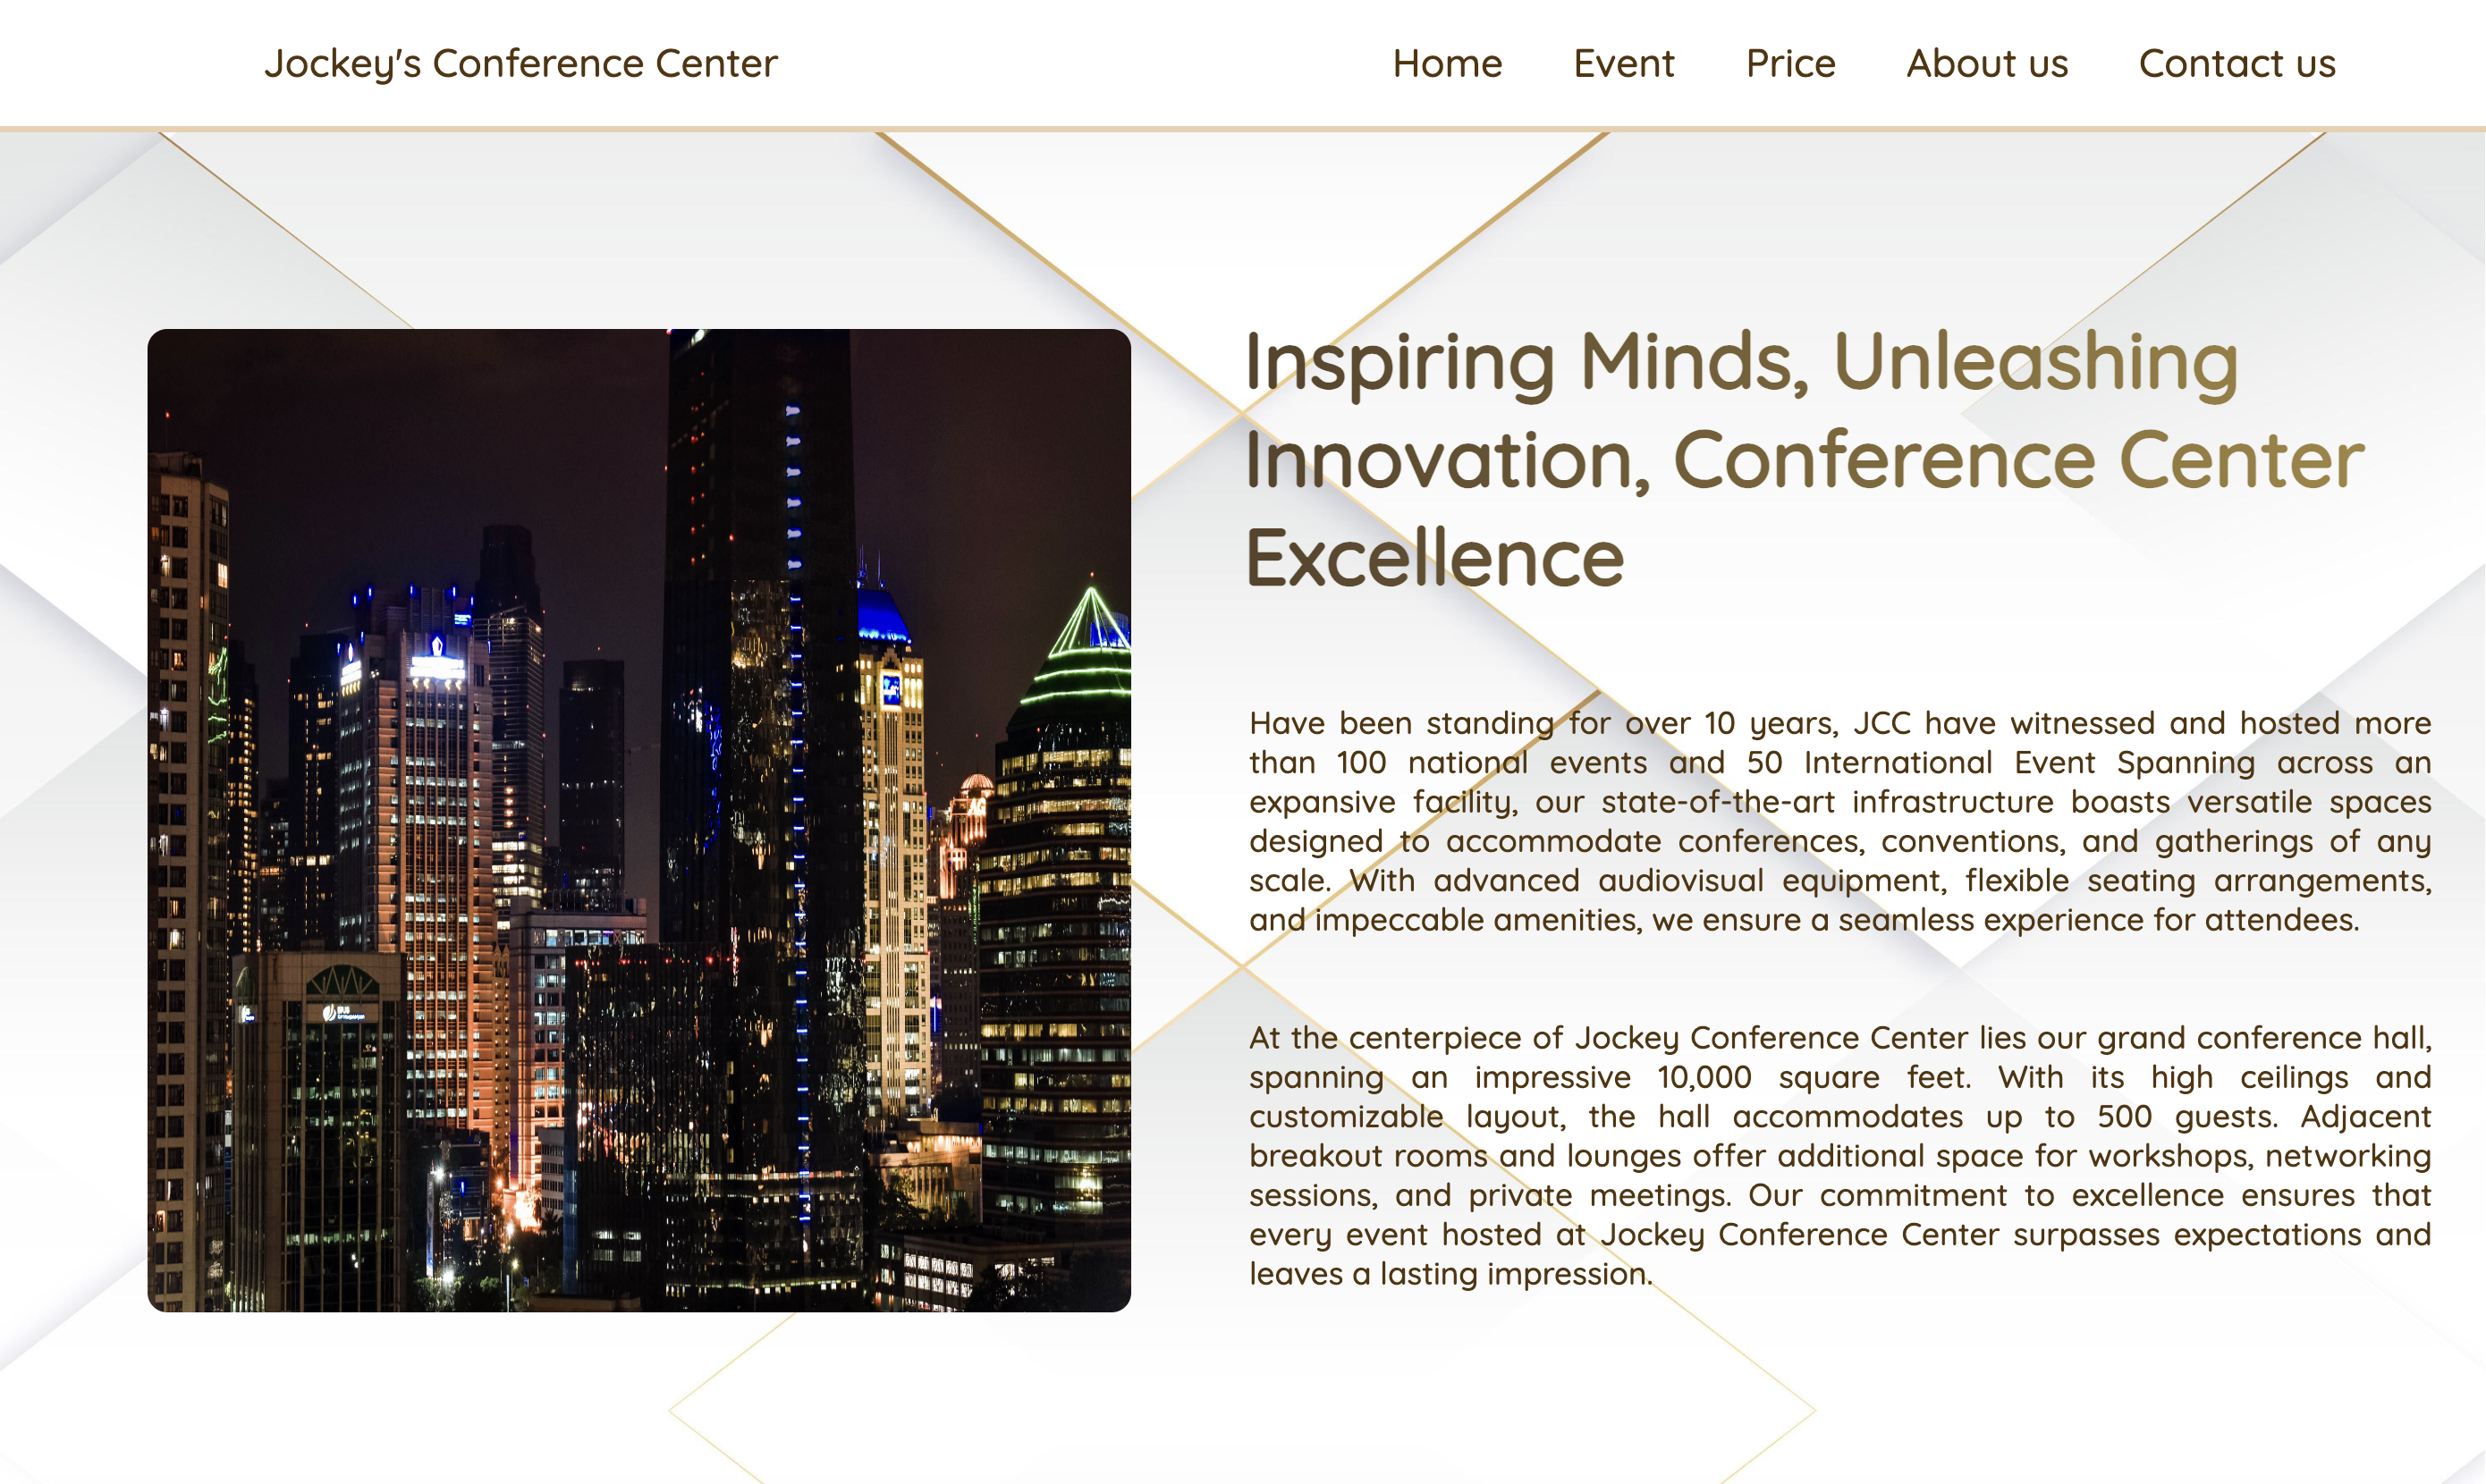 Jockey's Conference Center
Home Event Price About us Contact us
Inspiring Minds, Unleashing
Innovation, Conference Center
Excellence
Have been standing for over 10 years, JCC have witnessed and hosted more
than 100 national events and 50 International Event Spanning across an
expansive facility, our state-of-the-art infrastructure boasts versatile spaces
designed to accommodate conferences, conventions, and gatherings of any
scale. With advanced audiovisual equipment, flexible seating arrangements,
and impeccable amenities, we ensure a seamless experience for attendees.
At the centerpiece of Jockey Conference Center lies our grand conference hall,
spanning an impressive 10,000 square feet. With its high ceilings and
customizable layout, the hall accommodates up to 500 guests. Adjacent
breakout rooms and lounges offer additional space for workshops, networking
sessions, and private meetings. Our commitment to excellence ensures that
every event hosted at Jockey Conference Center surpasses expectations and
leaves a lasting impression.